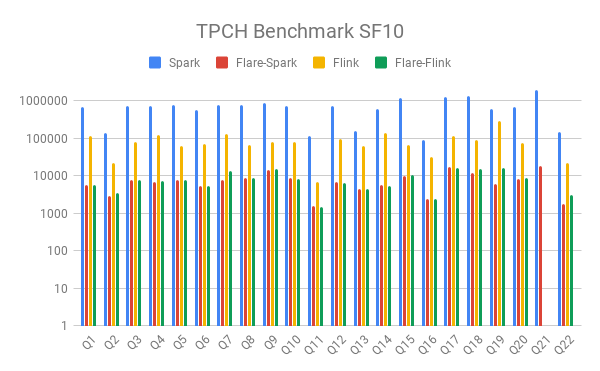 TPCH Benchmark SF10
Spark Flare-Spark Flink Flare-Flink
1000000
100000
10000
1000
100
10
1
Q1 Q2 Q3 Q4 Q5 Q6 Q7 Q8 Q9 Q10 Q11 Q12 Q13 Q14 Q15 Q16 Q17 Q18 Q19 Q20 Q21 Q22